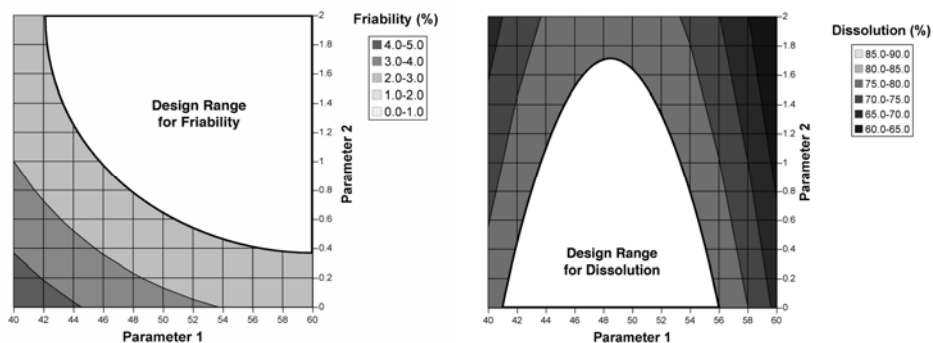 Friability (%)
4.0-5.0
3.0-4.0
2.0-3.0
1.0-2.0
0.0-1.0
Design Range
for Friability
2
1.8
1.6
1.4
1.2
1
0.8
0.6
0.4
0.2
0
Parameter 2
40 42 44 46 48 50 52 54 56 58 60
Parameter 1
Dissolution (%)
85.0-90.0
80.0-85.0
75.0-80.0
70.0-75.0
65.0-70.0
60.0-65.0
Design Range
for Dissolution
2
1.8
1.6
1.4
1.2
1
0.8
0.6
0.4
0.2
0
Parameter 2
40 42 44 46 48 50 52 54 56 58 60
Parameter 1